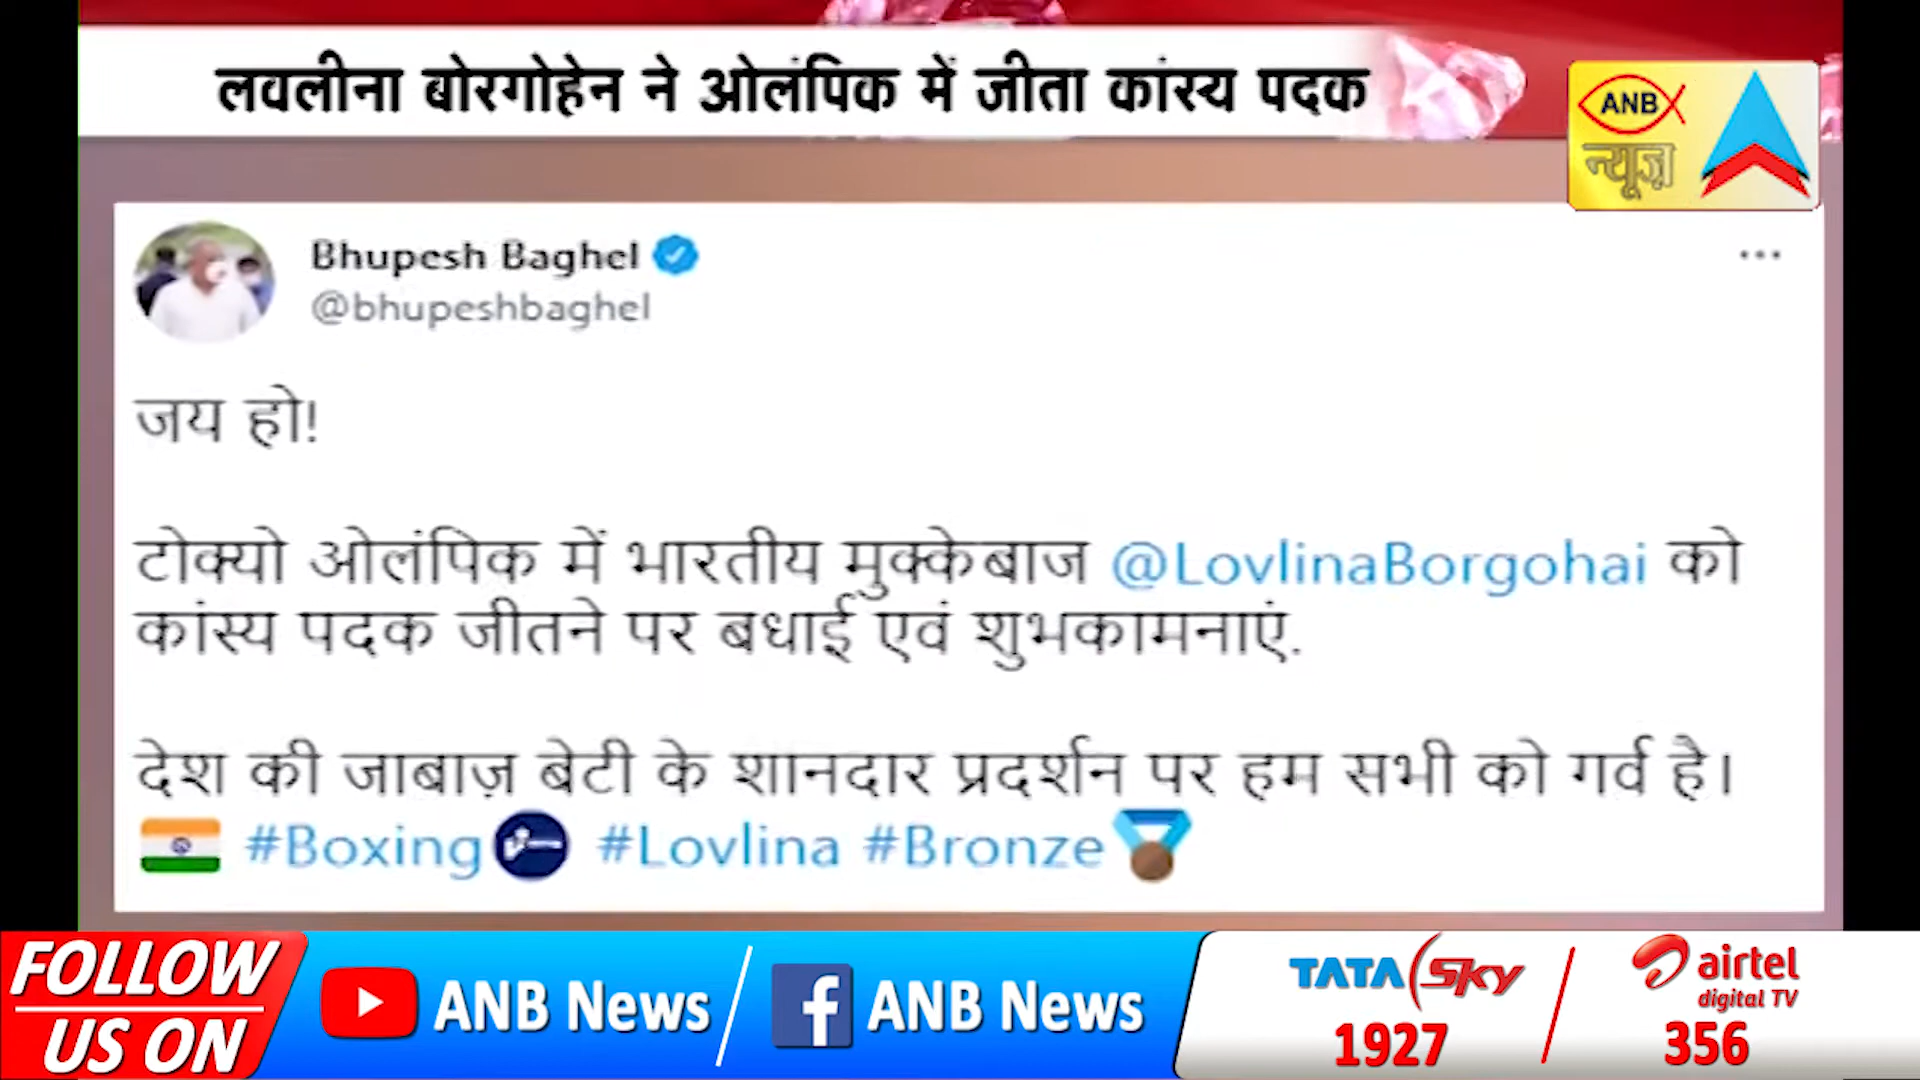 लवलीना बोरगोहेन ने ओलंपिक में जीता कांस्य पदक
ANB
न्यूज़
Bhupesh Baghel
@bhupeshbaghel
जय हो!
टोक्यो ओलंपिक में भारतीय मुक्केबाज @LovlinaBorgohai को
कांस्य पदक जीतने पर बधाई एवं शुभकामनाएं.
देश की जाबाज़ बेटी के शानदार प्रदर्शन पर हम सभी को गर्व है।
#Boxing #Lovlina #Bronze
FOLLOW
US ON
ANB News
ANB News
TATA Sky
1927
airtel
digital TV
356